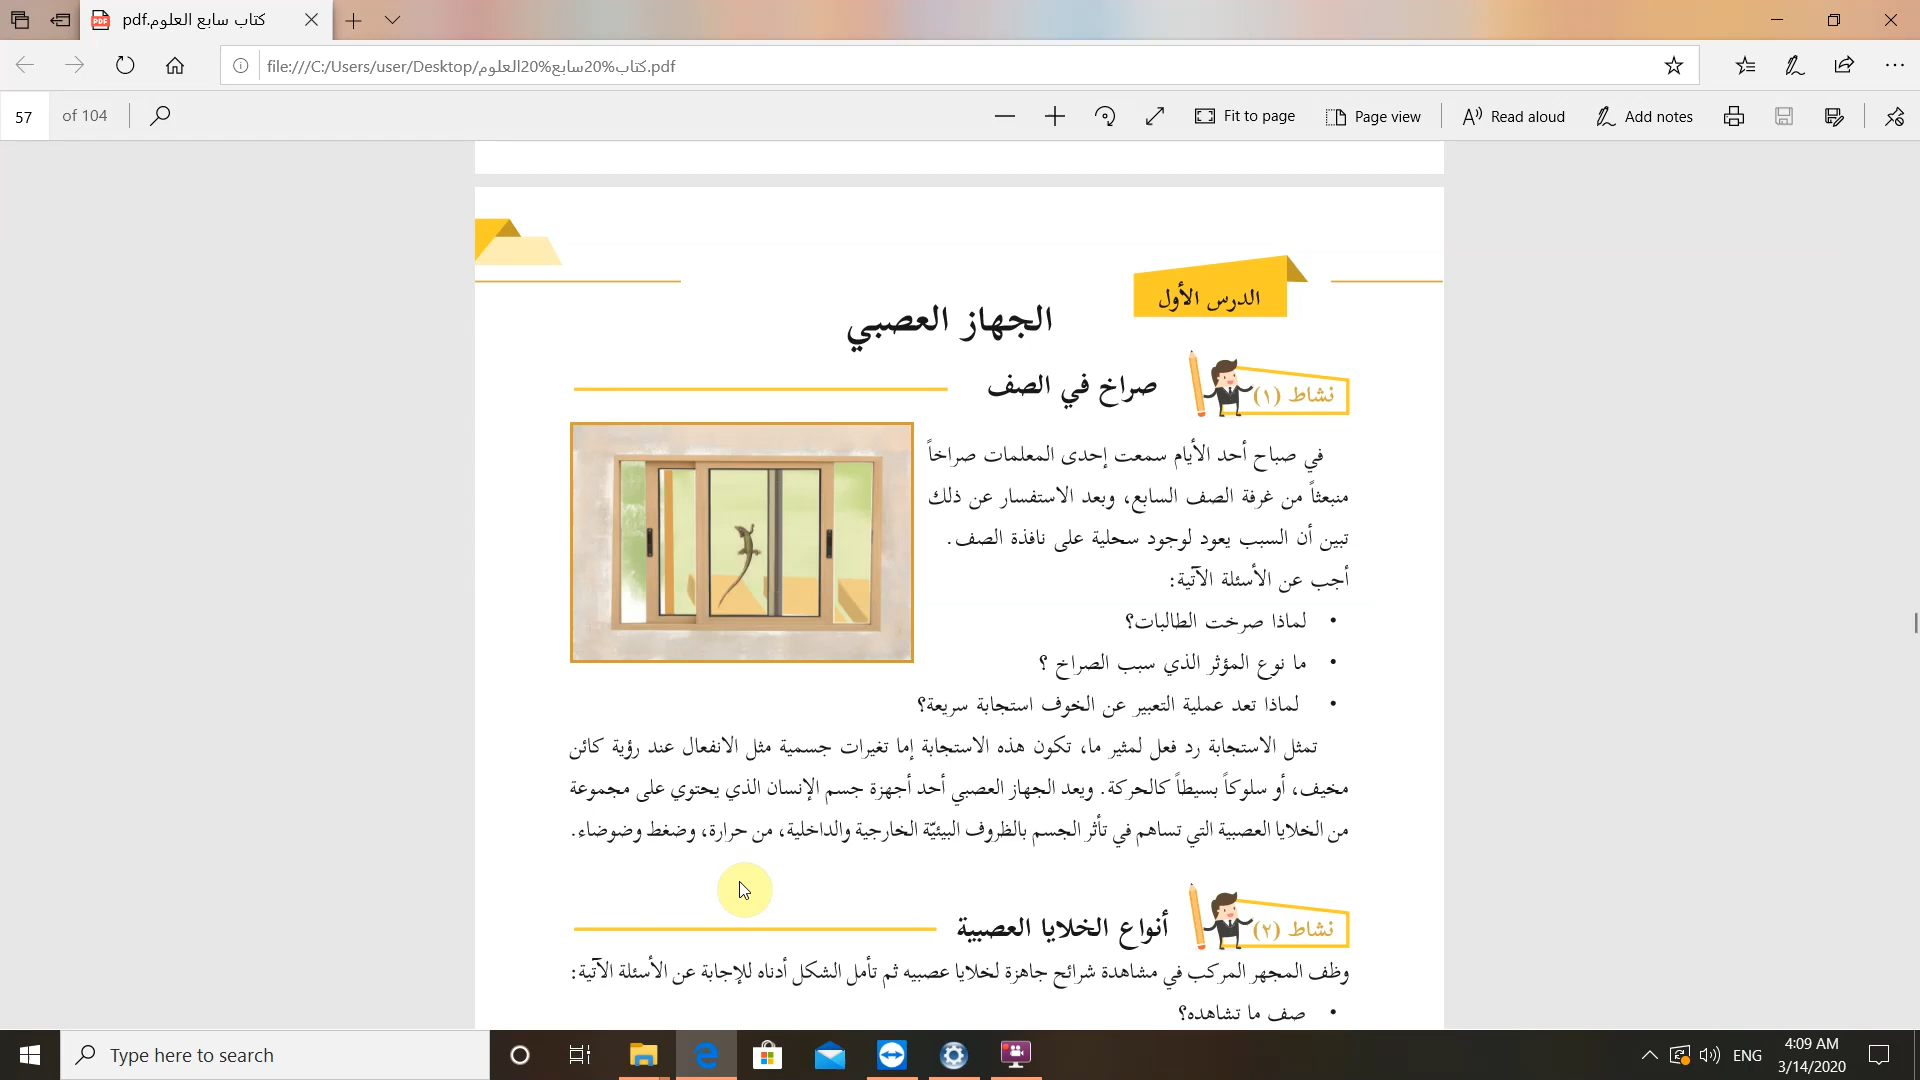 كتاب سابع العلوم.pdf
file:///C:/Users/user/Desktop/كتاب%20سابع%20العلوم.pdf
57 of 104
Fit to page
Page view
Read aloud
Add notes
الدرس الأول
الجهاز العصبي
نشاط (١)
صراخ في الصف
في صباح أحد الأيام سمعت إحدى المعلمات صراخاً
منبعثاً من غرفة الصف السابع، وبعد الاستفسار عن ذلك
تبين أن السبب يعود لوجود سحلية على نافذة الصف.
أجب عن الأسئلة الآتية:
• لماذا صرخت الطالبات؟
• ما نوع المؤثر الذي سبب الصراخ ؟
• لماذا تعد عملية التعبير عن الخوف استجابة سريعة؟
تمثل الاستجابة رد فعل لمثير ما، تكون هذه الاستجابة إما تغيرات جسمية مثل الانفعال عند رؤية كائن
مخيف، أو سلوكاً بسيطاً كالحركة. ويعد الجهاز العصبي أحد أجهزة جسم الإنسان الذي يحتوي على مجموعة
من الخلايا العصبية التي تساهم في تأثر الجسم بالظروف البيئيّة الخارجية والداخلية، من حرارة، وضغط وضوضاء.
نشاط (٢)
أنواع الخلايا العصبية
وظف المجهر المركب في مشاهدة شرائح جاهزة لخلايا عصبيه ثم تأمل الشكل أدناه للإجابة عن الأسئلة الآتية:
• صف ما تشاهده؟
Type here to search
ENG
4:09 AM
3/14/2020